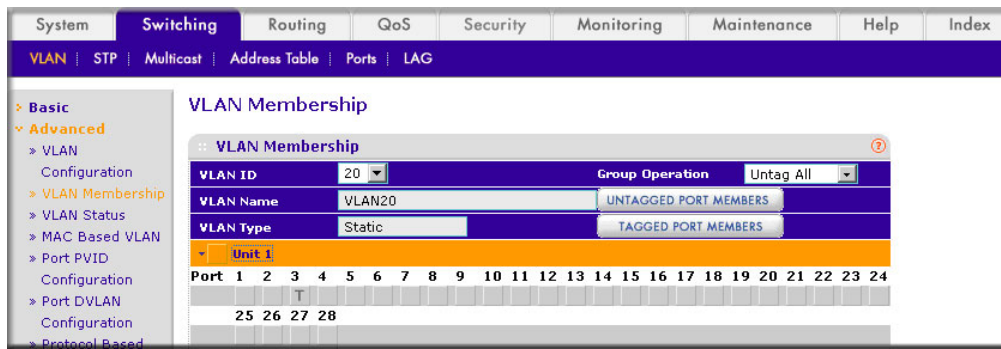 System Switching Routing QoS Security Monitoring Maintenance Help Index
VLAN STP Multicast Address Table Ports LAG
Basic
Advanced
» VLAN
Configuration
» VLAN Membership
» VLAN Status
» MAC Based VLAN
» Port PVID
Configuration
» Port DVLAN
Configuration
» Protocol Based
VLAN Membership
VLAN Membership ?
VLAN ID 20 Group Operation Untag All
VLAN Name VLAN20 UNTAGGED PORT MEMBERS
VLAN Type Static TAGGED PORT MEMBERS
Unit 1
Port 1 2 3 4 5 6 7 8 9 10 11 12 13 14 15 16 17 18 19 20 21 22 23 24
T
25 26 27 28